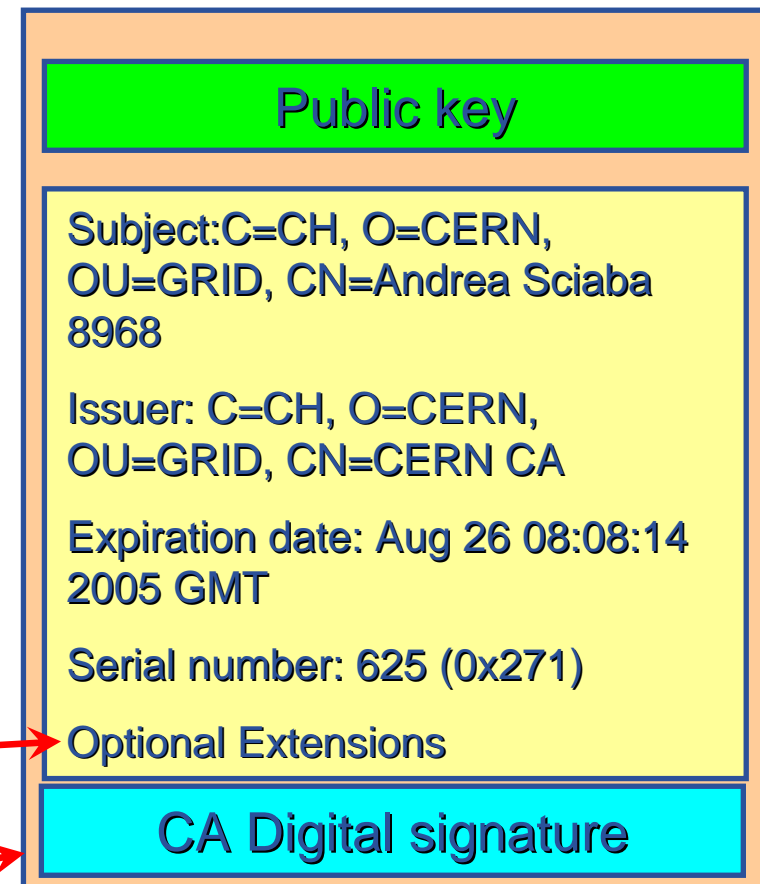 Public key
Subject:C=CH, O=CERN,
OU=GRID, CN=Andrea Sciaba
8968
Issuer: C=CH, O=CERN,
OU=GRID, CN=CERN CA
Expiration date: Aug 26 08:08:14
2005 GMT
Serial number: 625 (0x271)
Optional Extensions
CA Digital signature